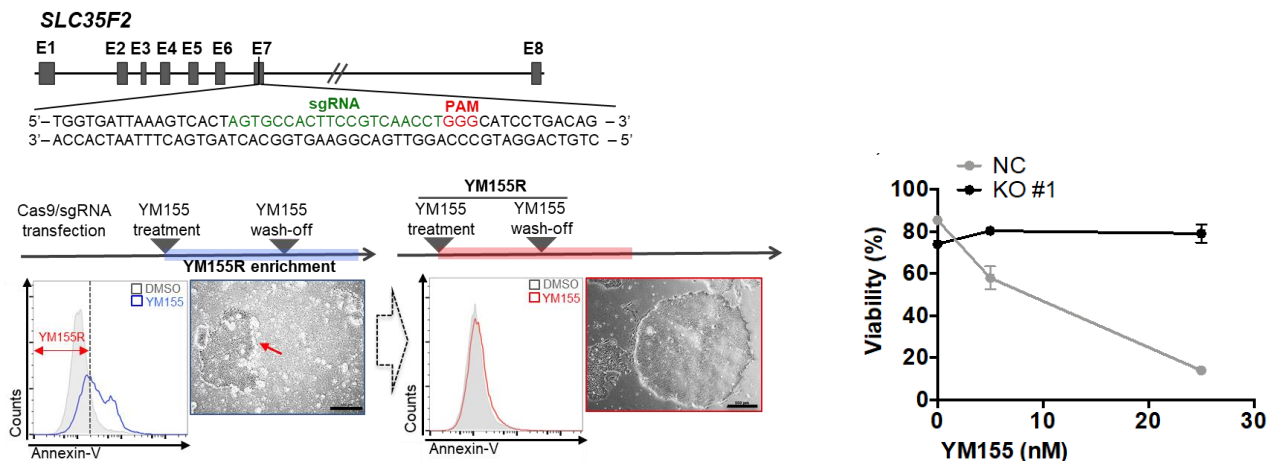 SLC35F2
E1 E2 E3 E4 E5 E6 E7 E8
sgRNA PAM
5'– TGGTGATTAAAGTCACTAGTGCCACTTCCGTCAACCTGGGCATCCTGACAG – 3'
3'– ACCACTAATTTCAGTGATCACGGTGAAGGCAGTTGGACCCGTAGGACTGTC – 5'
Cas9/sgRNA
transfection
YM155
treatment
YM155
wash-off
YM155R enrichment
YM155R
YM155
treatment
YM155
wash-off
DMSO
YM155
YM155R
Counts
Annexin-V
DMSO
YM155
Counts
Annexin-V
NC
KO #1
Viability (%)
100
80
60
40
20
0
0 10 20 30
YM155 (nM)